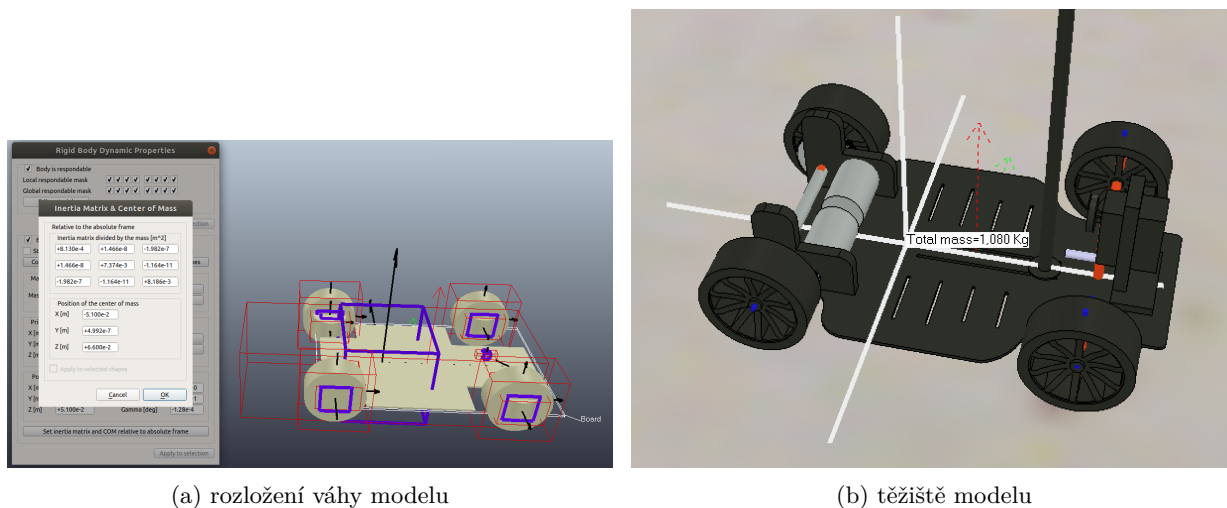 Rigid Body Dynamic Properties
Body is respondable
Local respondable mask
Global respondable mask
Inertia Matrix & Center of Mass
Relative to the absolute frame
Inertia matrix divided by the mass [m^2]
+8.130e-4 +1.466e-8 -1.982e-7
+1.466e-8 +7.374e-3 -1.164e-11
-1.982e-7 -1.164e-11 +8.186e-3
Position of the center of mass
X [m] -5.100e-2
Y [m] +4.992e-7
Z [m] +6.600e-2
Apply to selected shapes
Cancel OK
Z [m] +5.100e-2 Gamma [deg] -1.28e-4
Set inertia matrix and COM relative to absolute frame
Apply to selection
Board
Total mass=1,080 Kg
(a) rozložení váhy modelu
(b) těžiště modelu